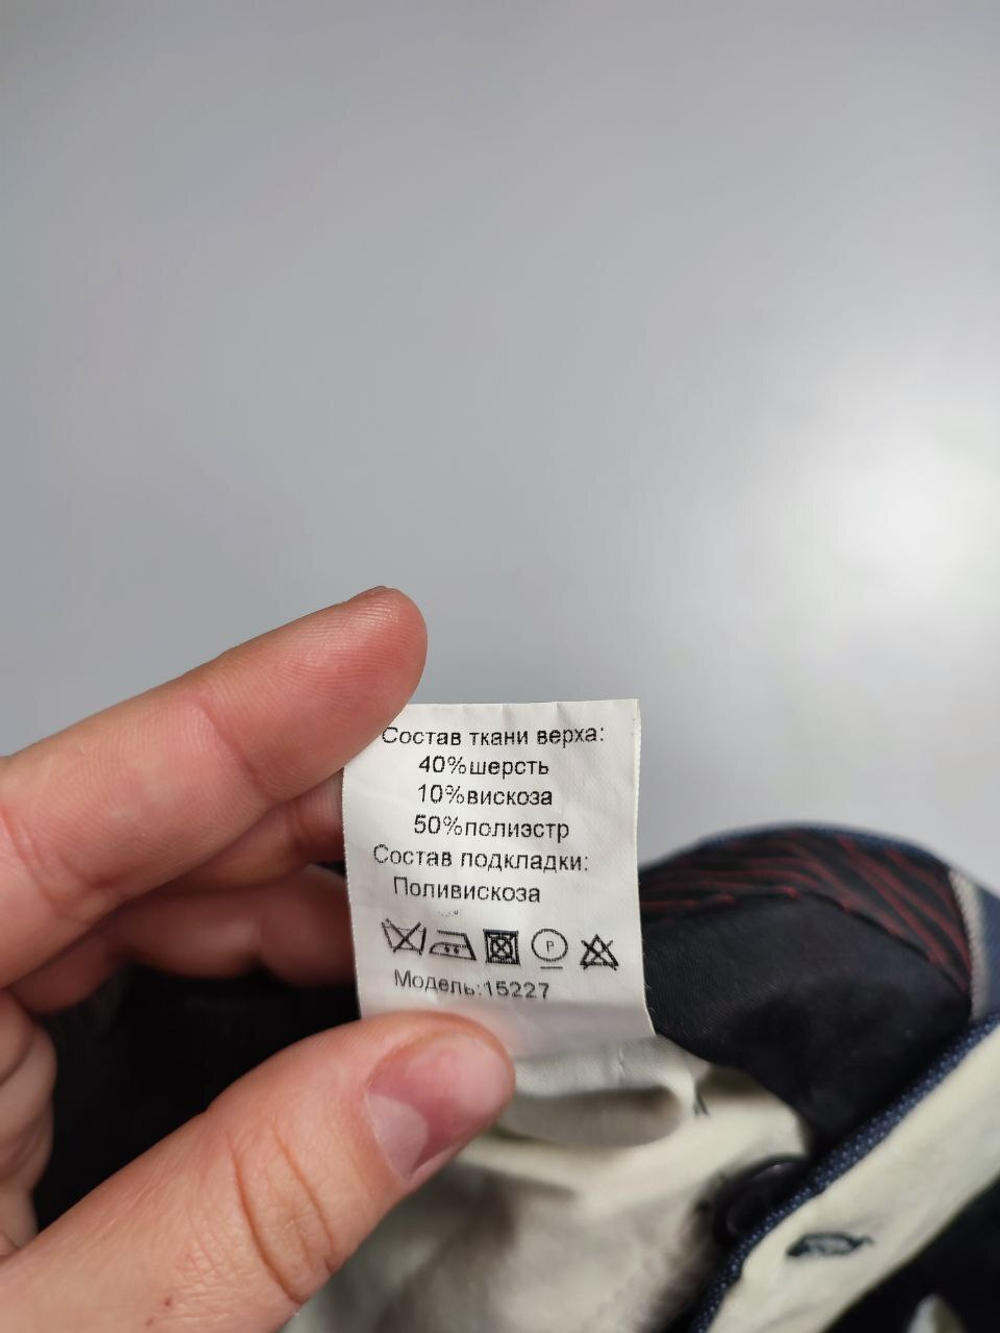 Состав ткани верха:
40%шерсть
10%вискоза
50%полиэстр
Состав подкладки:
Поливискоза
P
Модель:15227